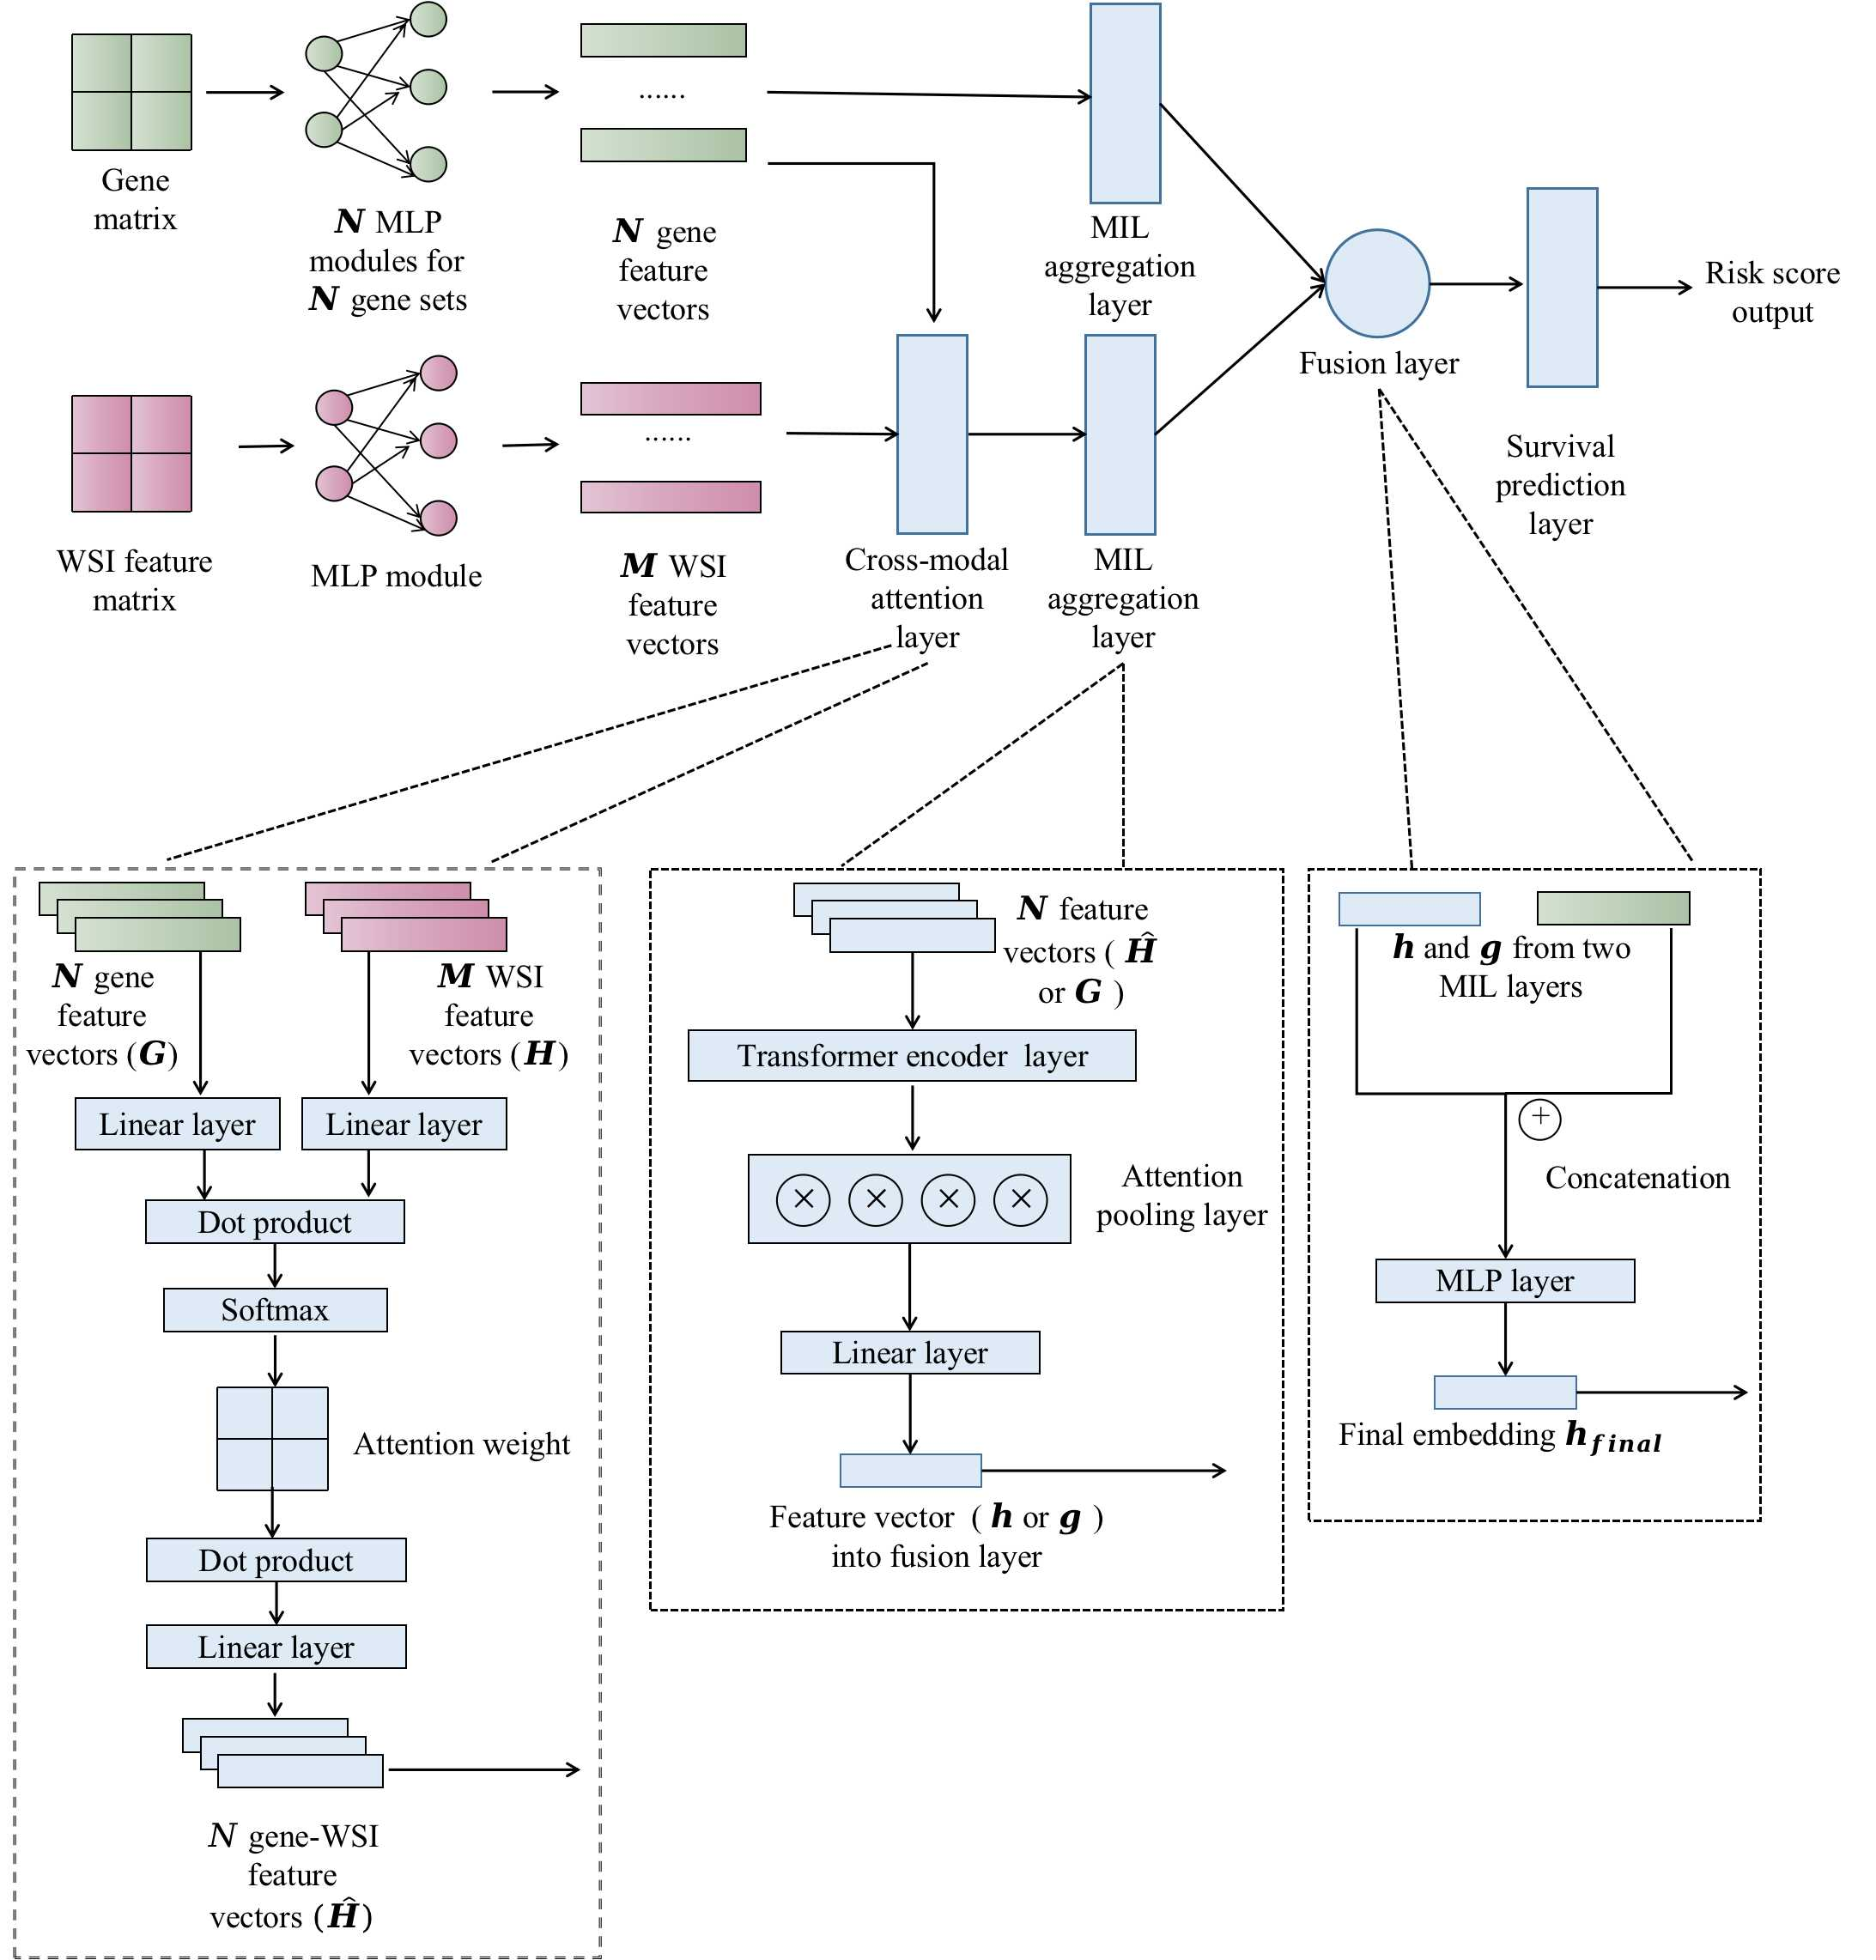 Gene
matrix
N MLP
modules for
N gene sets
......
N gene
feature
vectors
MIL
aggregation
layer
Fusion layer
Survival
prediction
layer
Risk score
output
WSI feature
matrix
MLP module
......
M WSI
feature
vectors
Cross-modal
attention
layer
MIL
aggregation
layer
N gene
feature
vectors (G)
M WSI
feature
vectors (H)
Linear layer
Linear layer
Dot product
Softmax
Attention weight
Dot product
Linear layer
N gene-WSI
feature
vectors (Ĥ)
N feature
vectors ( Ĥ
or G )
Transformer encoder layer
× × × ×
Attention
pooling layer
Linear layer
Feature vector ( h or g )
into fusion layer
h and g from two
MIL layers
+
Concatenation
MLP layer
Final embedding h_final